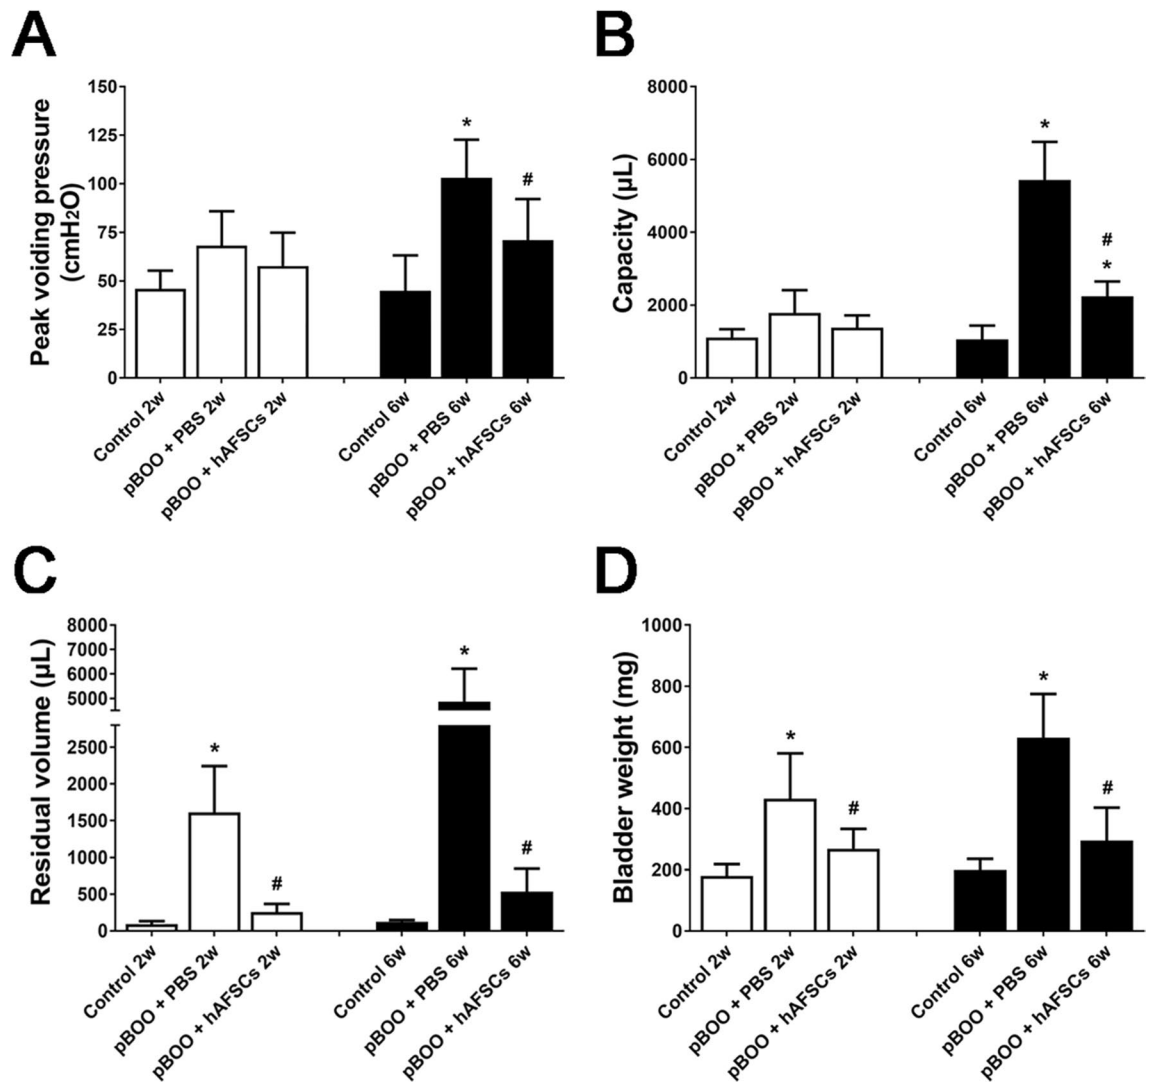 A
Peak voiding pressure
(cmH2O)
150
125
100
75
50
25
0
*
#
Control 2w
pBOO + PBS 2w
pBOO + hAFSCs 2w
Control 6w
pBOO + PBS 6w
pBOO + hAFSCs 6w
B
Capacity (µL)
8000
6000
4000
2000
0
*
#
*
Control 2w
pBOO + PBS 2w
pBOO + hAFSCs 2w
Control 6w
pBOO + PBS 6w
pBOO + hAFSCs 6w
C
Residual volume (µL)
8000
7000
6000
5000
2500
2000
1500
1000
500
0
*
#
*
#
Control 2w
pBOO + PBS 2w
pBOO + hAFSCs 2w
Control 6w
pBOO + PBS 6w
pBOO + hAFSCs 6w
D
Bladder weight (mg)
1000
800
600
400
200
0
*
#
*
#
Control 2w
pBOO + PBS 2w
pBOO + hAFSCs 2w
Control 6w
pBOO + PBS 6w
pBOO + hAFSCs 6w